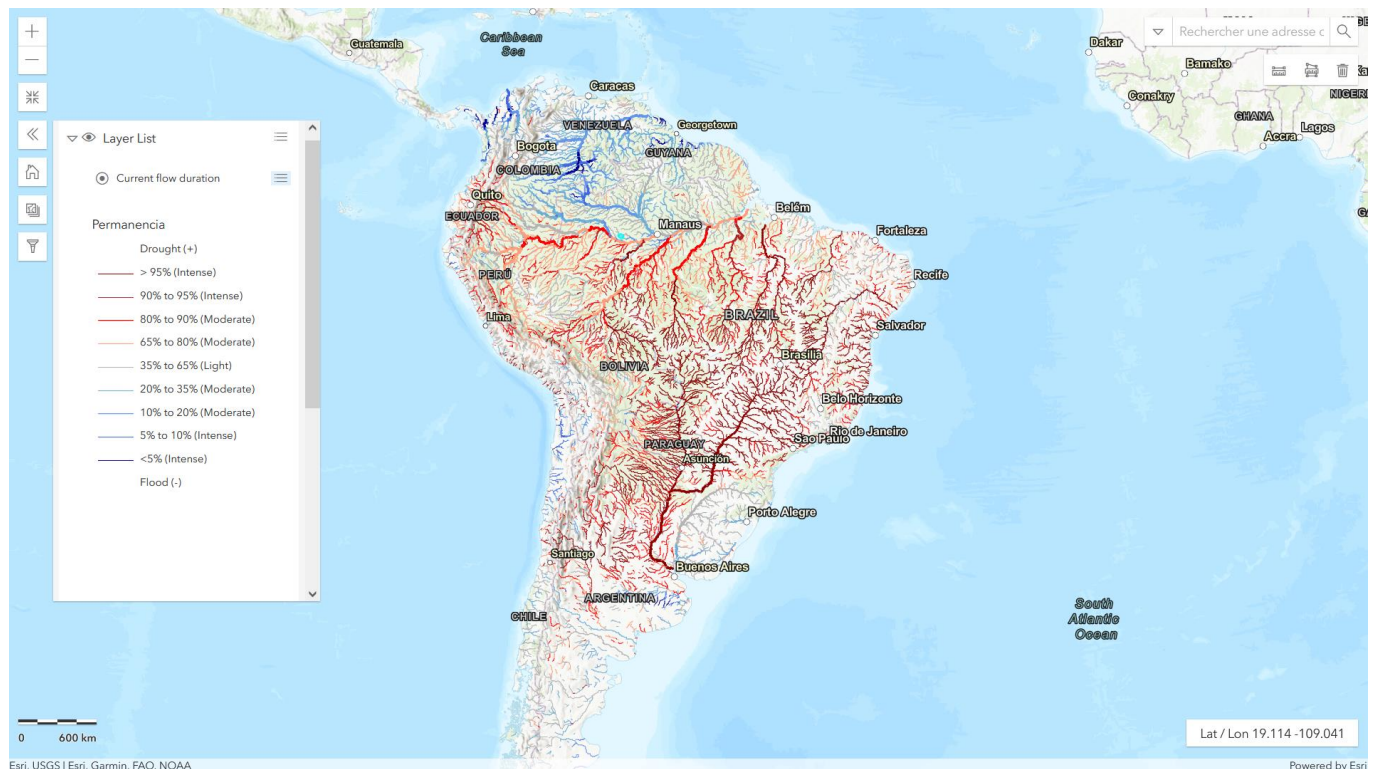 Guatemala
Caribbean
Sea
Dakar
Rechercher une adresse c
Bamako
Conakry
NIGER
GHANA
Accra
Lagos
Caracas
VENEZUELA
Georgetown
Bogota
GUYANA
COLOMBIA
Quito
ECUADOR
Manaus
Belém
Fortaleza
PERÚ
Recife
Lima
BRAZIL
Salvador
BOLIVIA
Brasília
Belo Horizonte
PARAGUAY
Rio de Janeiro
Sao Paulo
Asunción
Porto Alegre
Santiago
Buenos Aires
ARGENTINA
CHILE
South
Atlantic
Ocean
Layer List
Current flow duration
Permanencia
Drought (+)
> 95% (Intense)
90% to 95% (Intense)
80% to 90% (Moderate)
65% to 80% (Moderate)
35% to 65% (Light)
20% to 35% (Moderate)
10% to 20% (Moderate)
5% to 10% (Intense)
<5% (Intense)
Flood (-)
0 600 km
Lat / Lon 19.114 -109.041
Esri, USGS | Esri, Garmin, FAO, NOAA
Powered by Esri